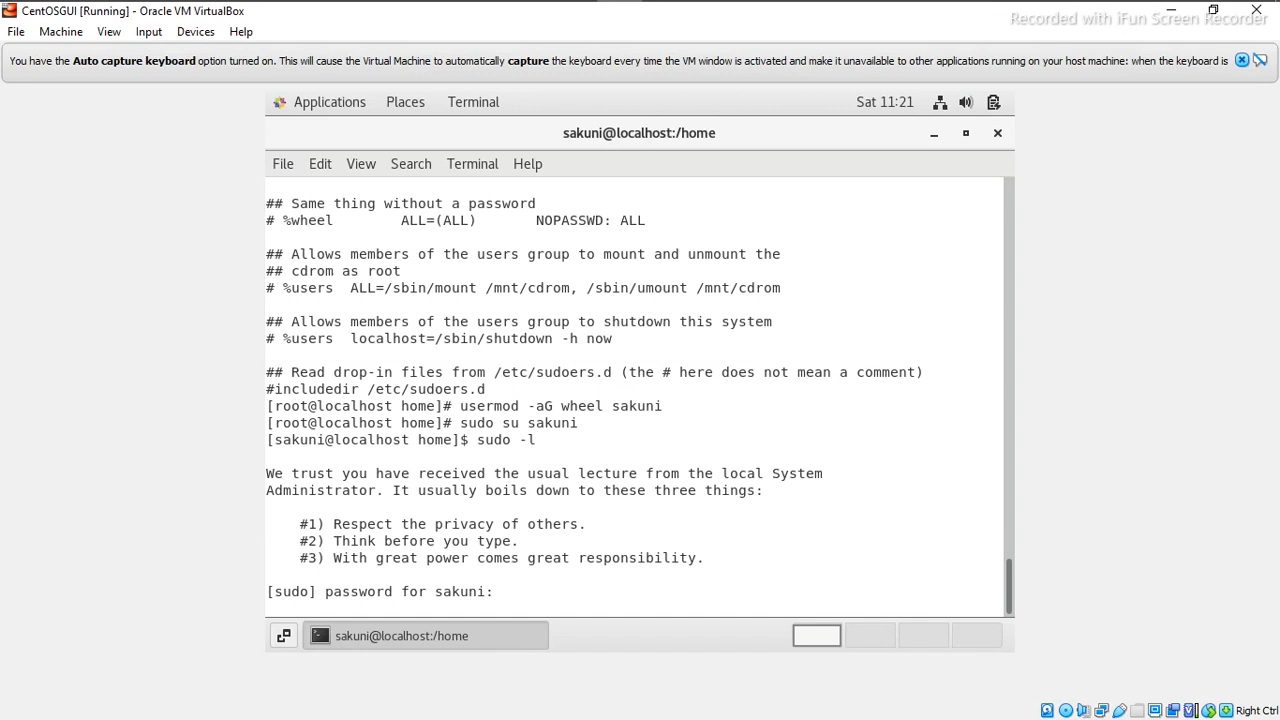 CentOSGUI [Running] - Oracle VM VirtualBox
Recorded with iFun Screen Recorder
File Machine View Input Devices Help
You have the Auto capture keyboard option turned on. This will cause the Virtual Machine to automatically capture the keyboard every time the VM window is activated and make it unavailable to other applications running on your host machine: when the keyboard is
Applications Places Terminal Sat 11:21
sakuni@localhost:/home
File Edit View Search Terminal Help
## Same thing without a password
# %wheel        ALL=(ALL)       NOPASSWD: ALL
## Allows members of the users group to mount and unmount the
## cdrom as root
# %users  ALL=/sbin/mount /mnt/cdrom, /sbin/umount /mnt/cdrom
## Allows members of the users group to shutdown this system
# %users  localhost=/sbin/shutdown -h now
## Read drop-in files from /etc/sudoers.d (the # here does not mean a comment)
#includedir /etc/sudoers.d
[root@localhost home]# usermod -aG wheel sakuni
[root@localhost home]# sudo su sakuni
[sakuni@localhost home]$ sudo -l
We trust you have received the usual lecture from the local System
Administrator. It usually boils down to these three things:
#1) Respect the privacy of others.
#2) Think before you type.
#3) With great power comes great responsibility.
[sudo] password for sakuni:
sakuni@localhost:/home
Right Ctrl